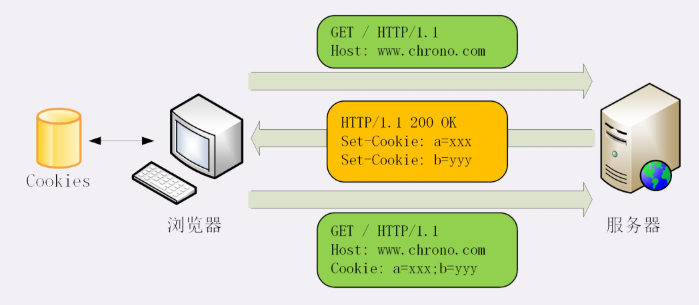 GET / HTTP/1.1
Host: www.chrono.com
HTTP/1.1 200 OK
Set-Cookie: a=xxx
Set-Cookie: b=yyy
Cookies
浏览器
服务器
GET / HTTP/1.1
Host: www.chrono.com
Cookie: a=xxx;b=yyy